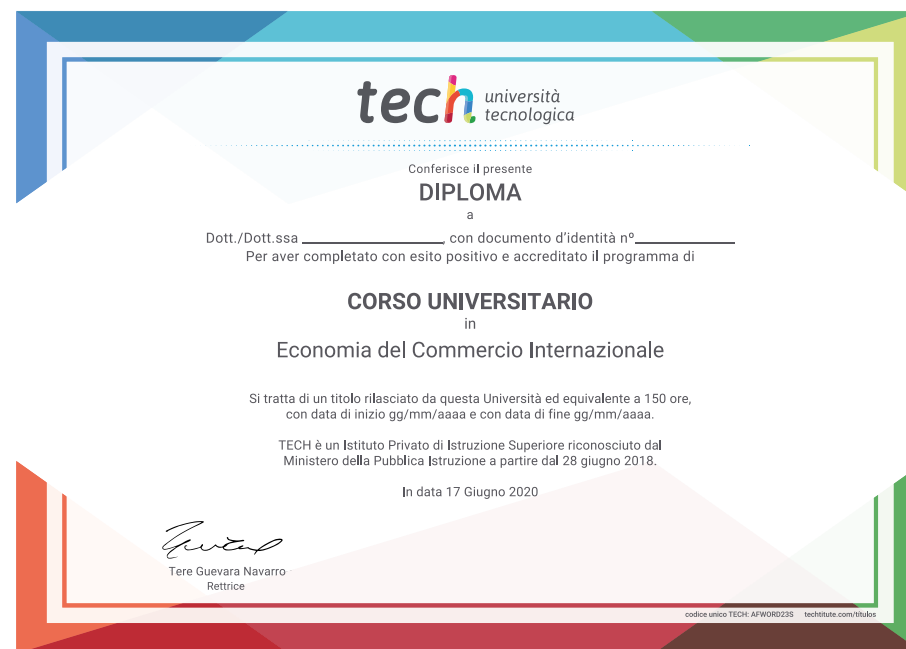 tech università
tecnologica
Conferisce il presente
DIPLOMA
a
Dott./Dott.ssa ____________________, con documento d'identità nº______________
Per aver completato con esito positivo e accreditato il programma di
CORSO UNIVERSITARIO
in
Economia del Commercio Internazionale
Si tratta di un titolo rilasciato da questa Università ed equivalente a 150 ore,
con data di inizio gg/mm/aaaa e con data di fine gg/mm/aaaa.
TECH è un Istituto Privato di Istruzione Superiore riconosciuto dal
Ministero della Pubblica Istruzione a partire dal 28 giugno 2018.
In data 17 Giugno 2020
Tere Guevara Navarro
Rettrice
codice unico TECH: AFWORD23S techtitute.com/titulos